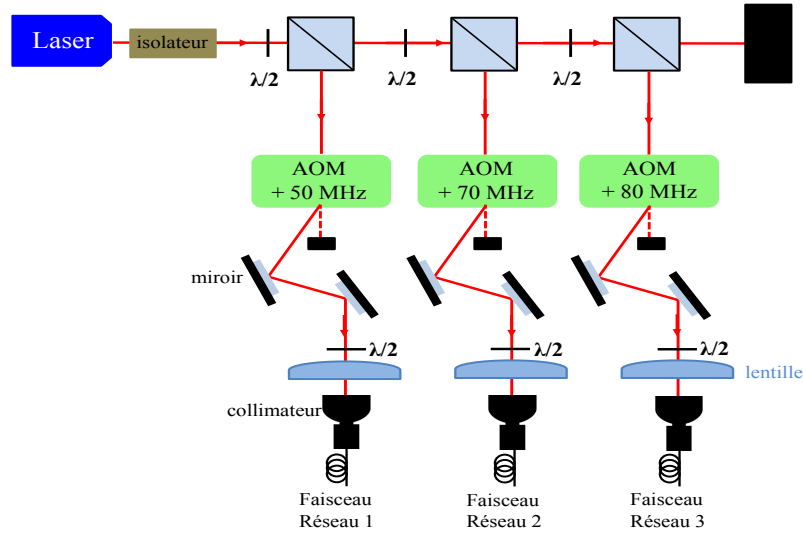 Laser
isolateur
λ/2
λ/2
λ/2
AOM
+ 50 MHz
AOM
+ 70 MHz
AOM
+ 80 MHz
miroir
λ/2
λ/2
λ/2
lentille
collimateur
Faisceau
Réseau 1
Faisceau
Réseau 2
Faisceau
Réseau 3